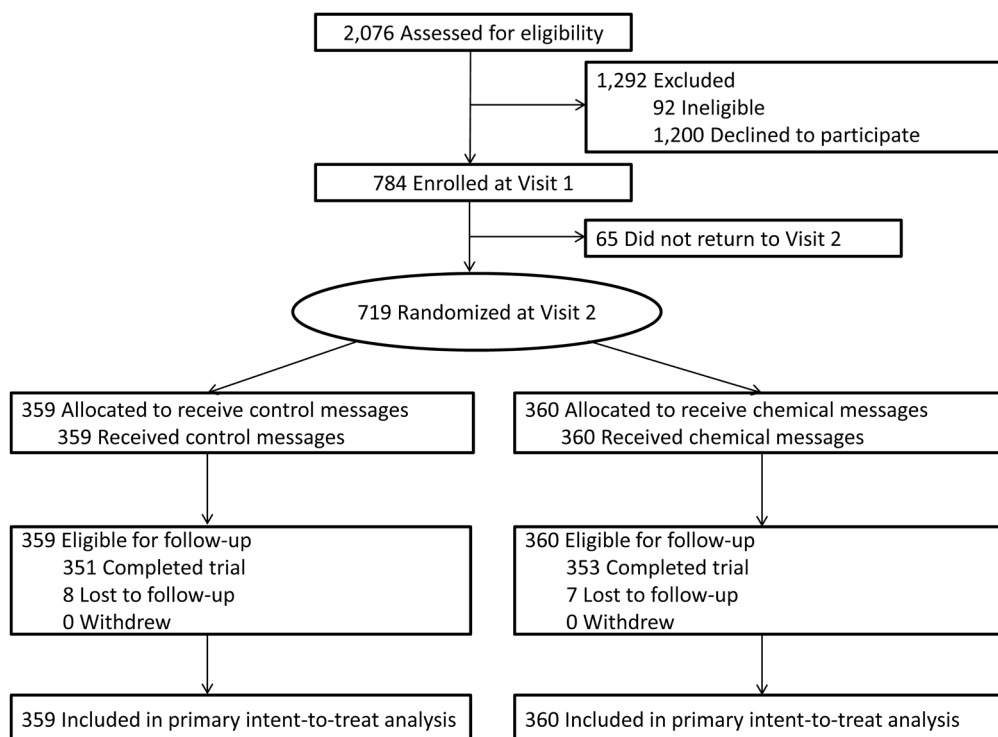 2,076 Assessed for eligibility
1,292 Excluded
92 Ineligible
1,200 Declined to participate
784 Enrolled at Visit 1
65 Did not return to Visit 2
719 Randomized at Visit 2
359 Allocated to receive control messages
359 Received control messages
360 Allocated to receive chemical messages
360 Received chemical messages
359 Eligible for follow-up
351 Completed trial
8 Lost to follow-up
0 Withdrew
360 Eligible for follow-up
353 Completed trial
7 Lost to follow-up
0 Withdrew
359 Included in primary intent-to-treat analysis
360 Included in primary intent-to-treat analysis